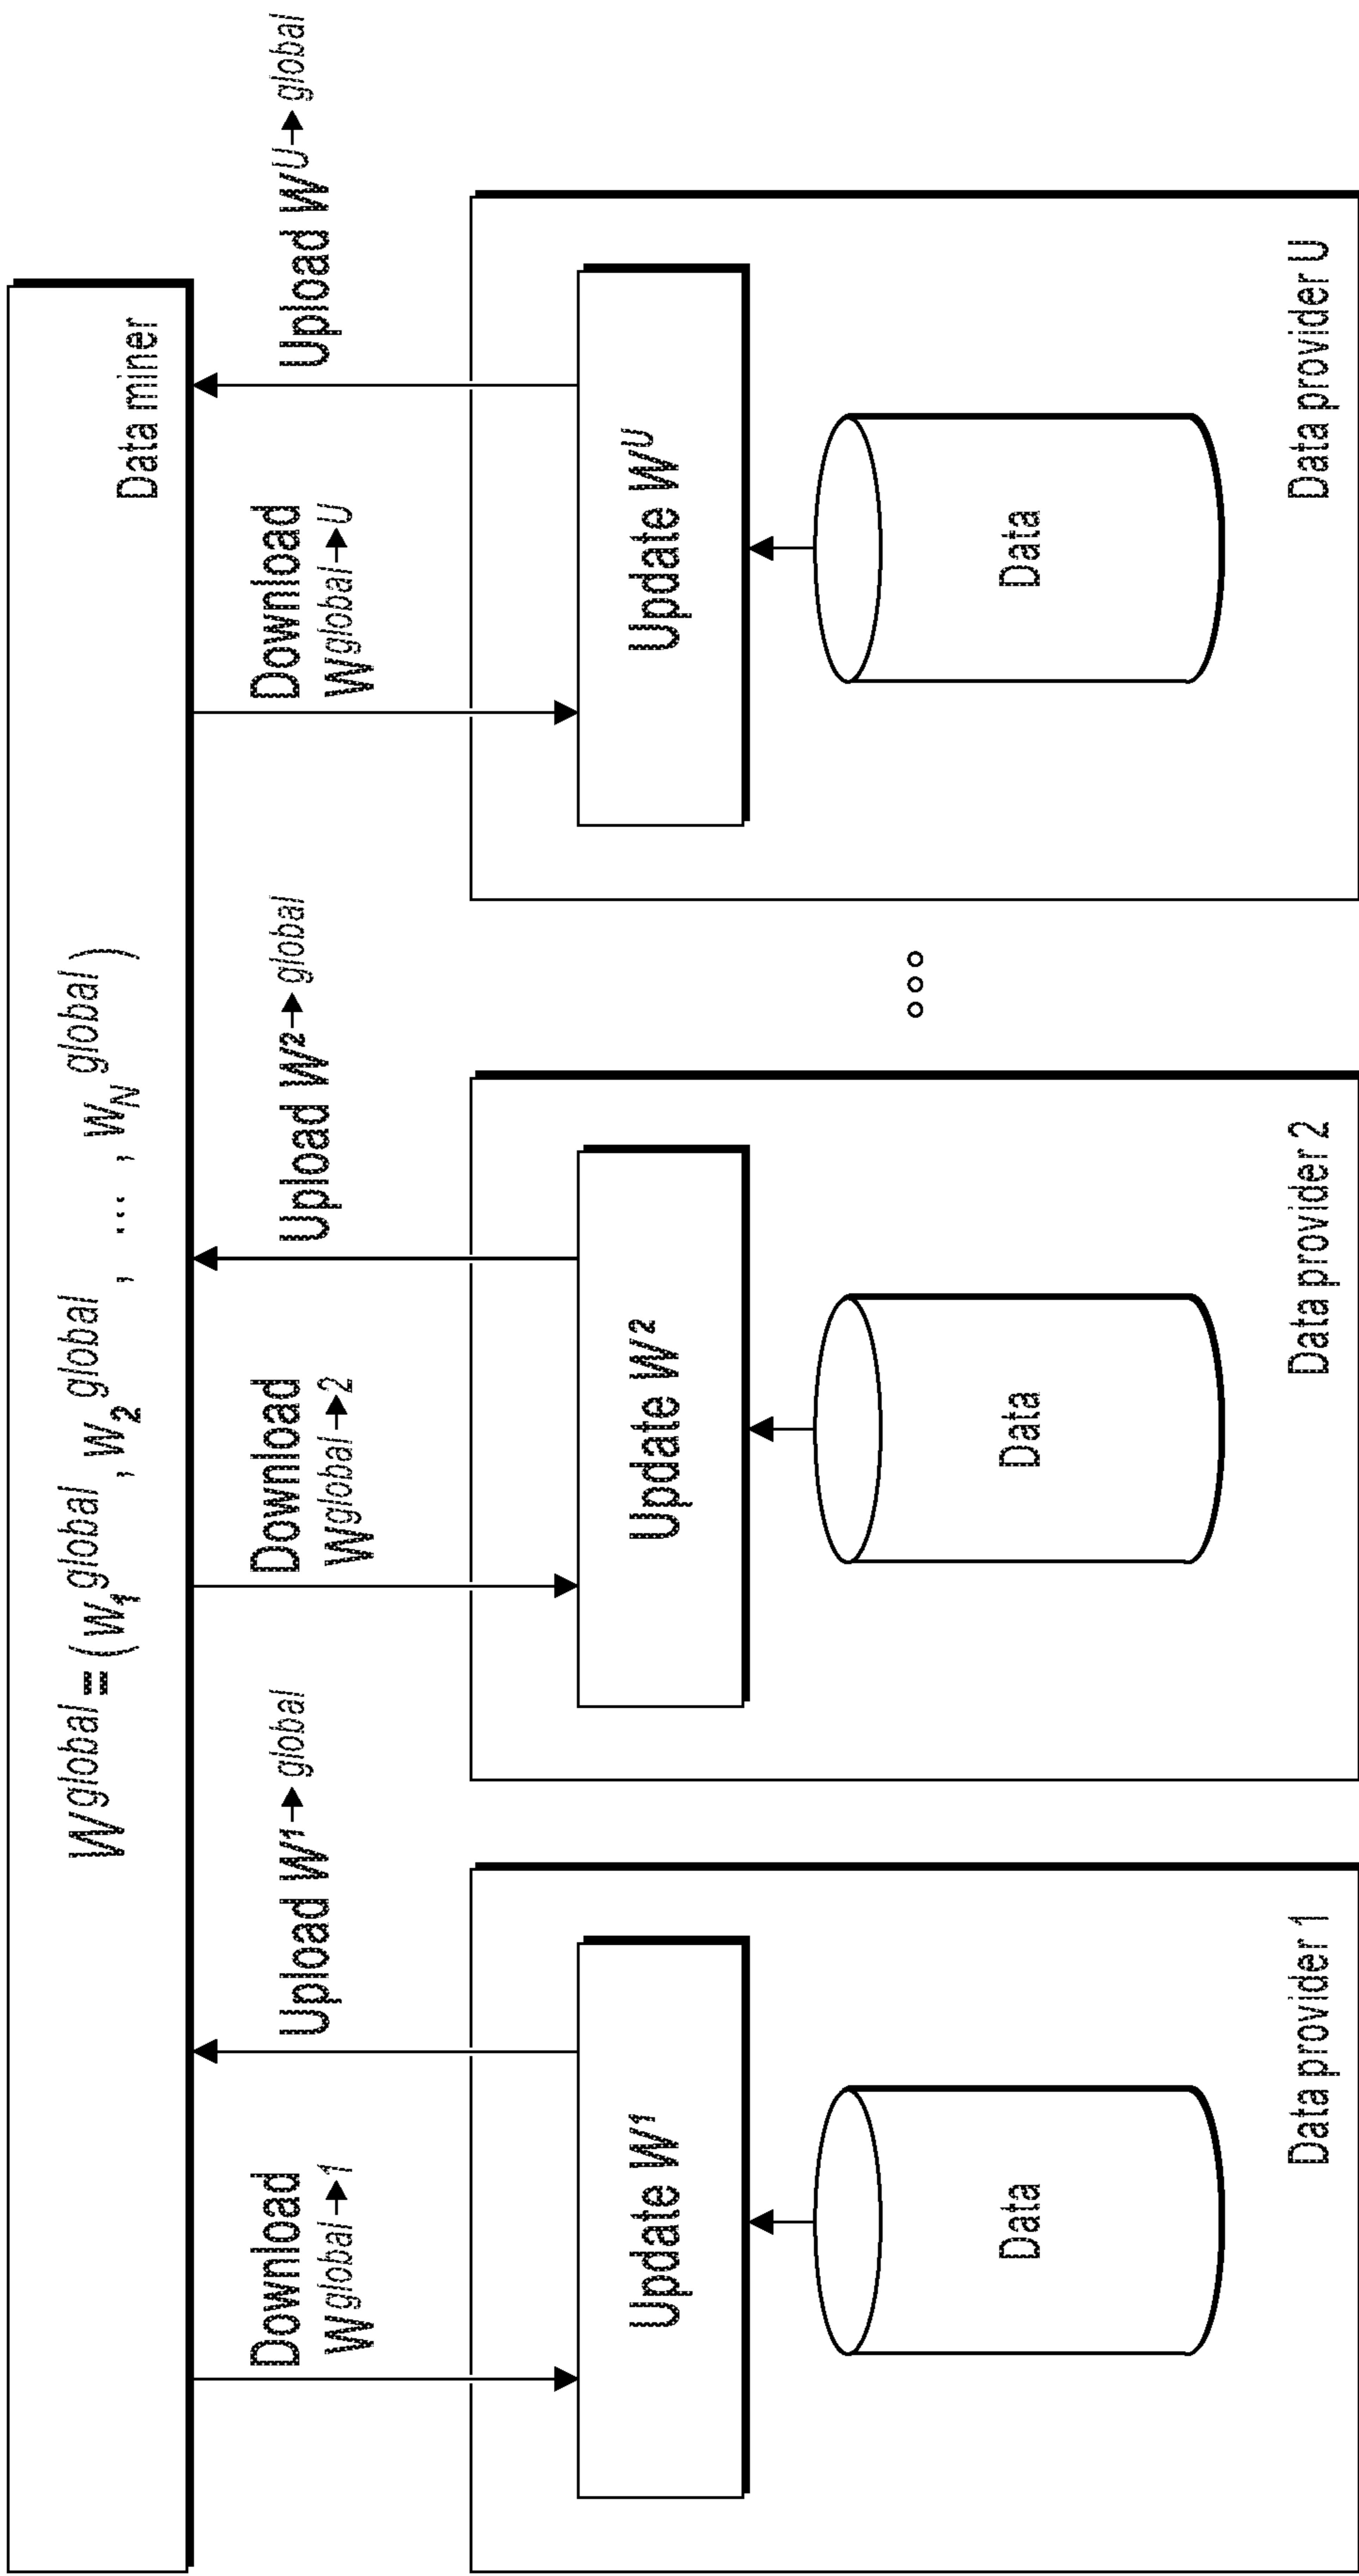 W^global = ( w_1^global , w_2^global , ... , w_N^global )
Data miner
Download
W^global→1
Upload W^1→global
Download
W^global→2
Upload W^2→global
Download
W^global→U
Upload W^U→global
Update W^1
Data
Data provider 1
Update W^2
Data
Data provider 2
Update W^U
Data
Data provider U